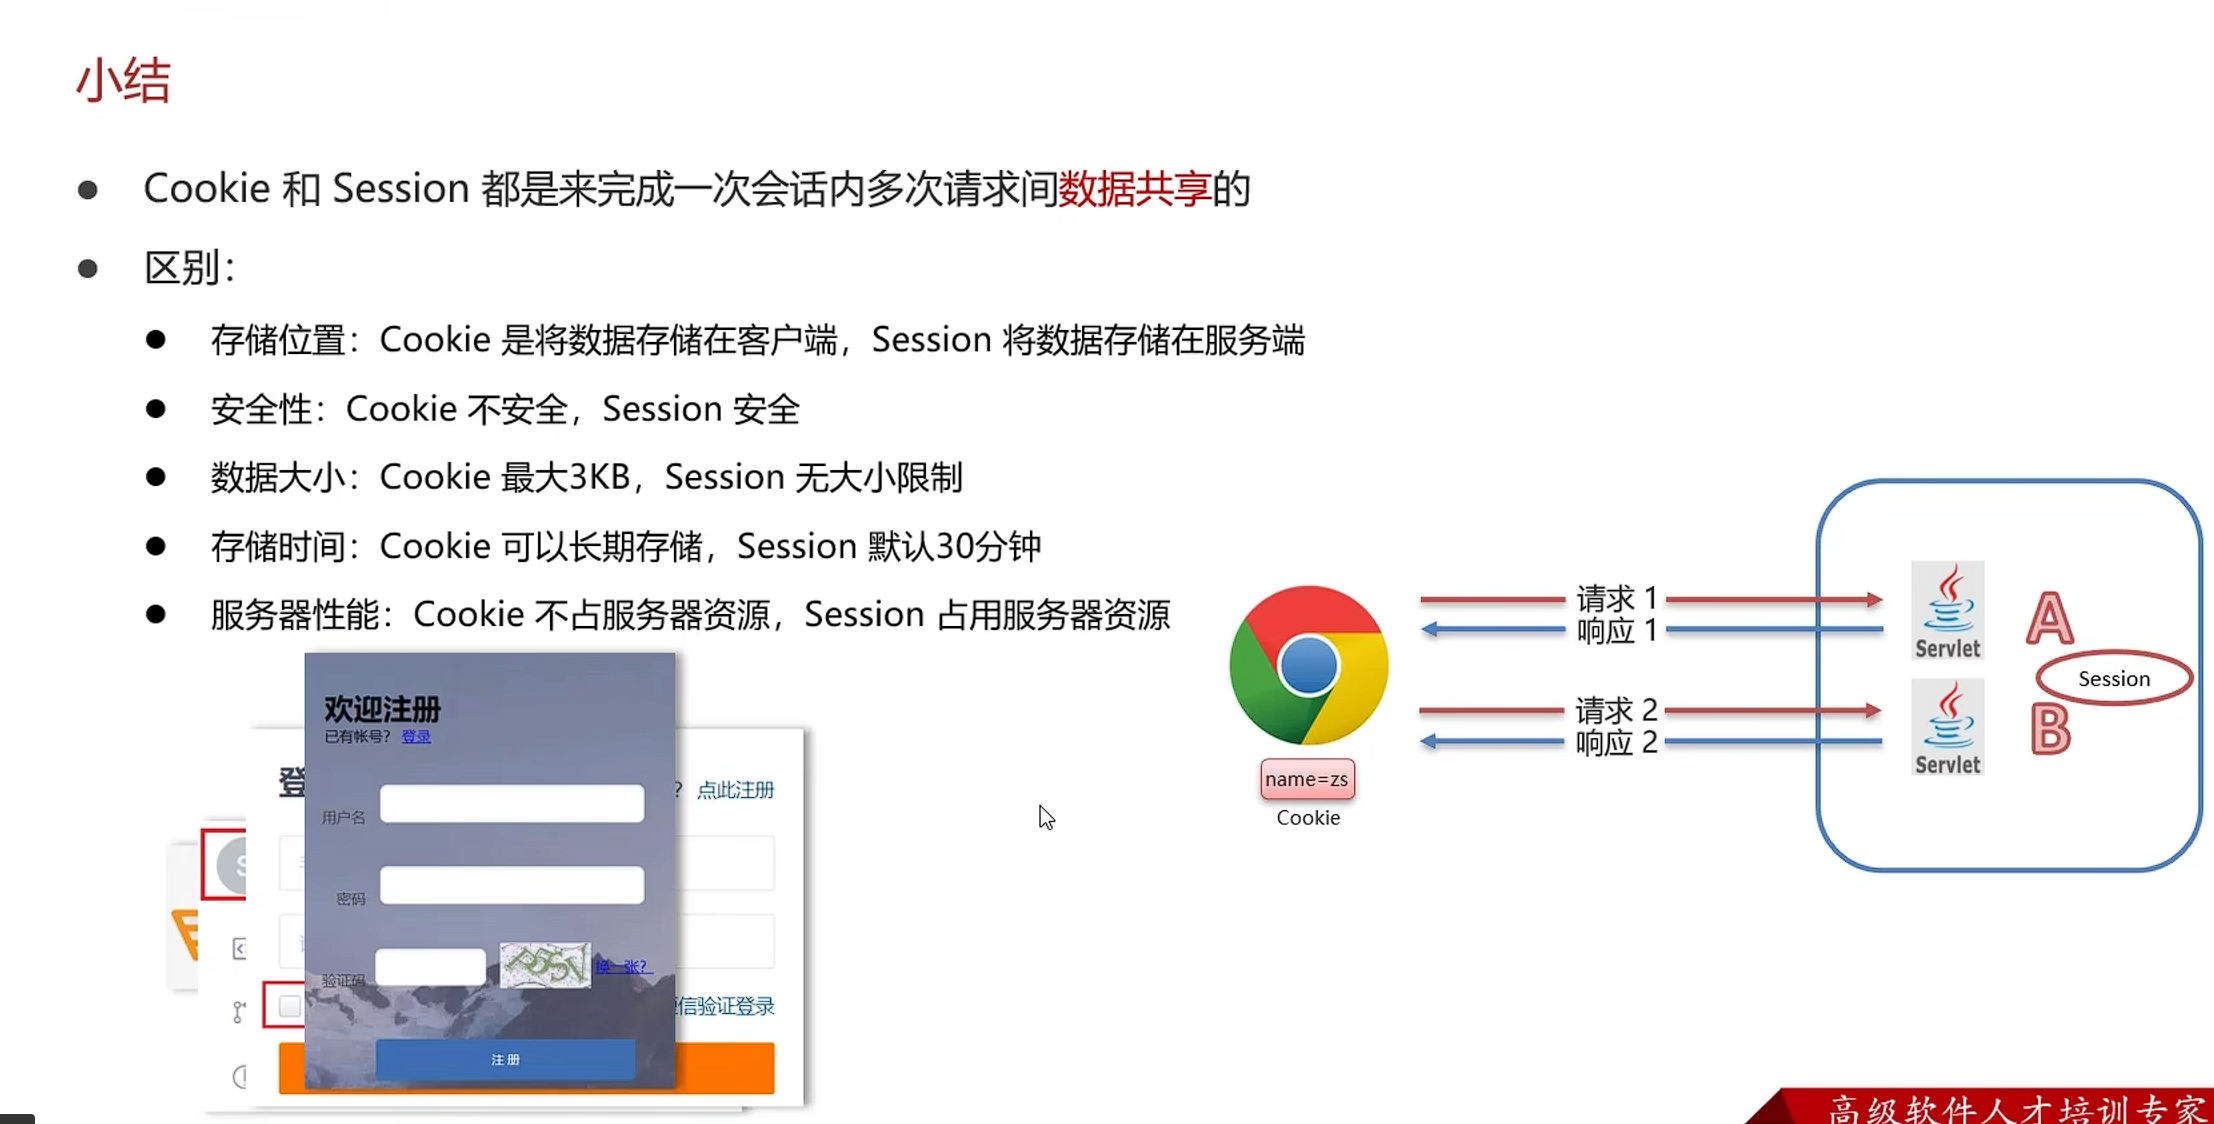 小结
Cookie 和 Session 都是来完成一次会话内多次请求间数据共享的
区别：
存储位置：Cookie 是将数据存储在客户端，Session 将数据存储在服务端
安全性：Cookie 不安全，Session 安全
数据大小：Cookie 最大3KB，Session 无大小限制
存储时间：Cookie 可以长期存储，Session 默认30分钟
服务器性能：Cookie 不占服务器资源，Session 占用服务器资源
欢迎注册
已有帐号？ 登录
登
？ 点此注册
用户名
密码
验证码
换一张？
信验证登录
注 册
请求 1
响应 1
请求 2
响应 2
name=zs
Cookie
Servlet
A
Session
Servlet
B
高级软件人才培训专家